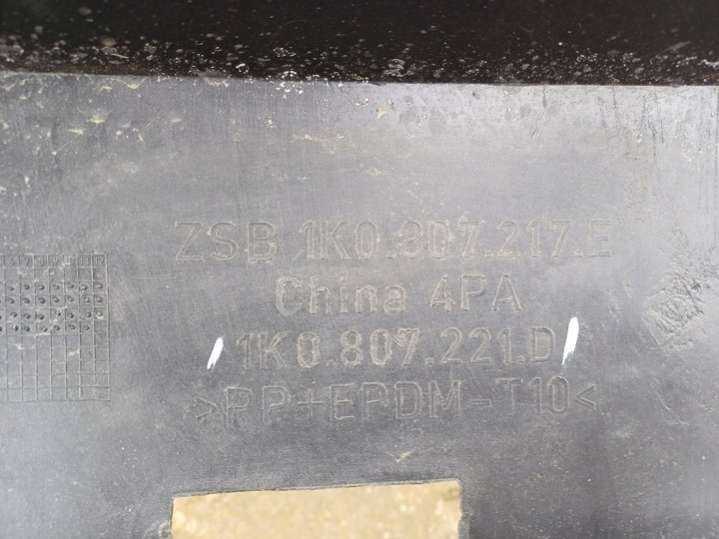 ZSB 1K0.807.217.E
China 4PA
1K0.807.221.D
>PP+EPDM-T10<